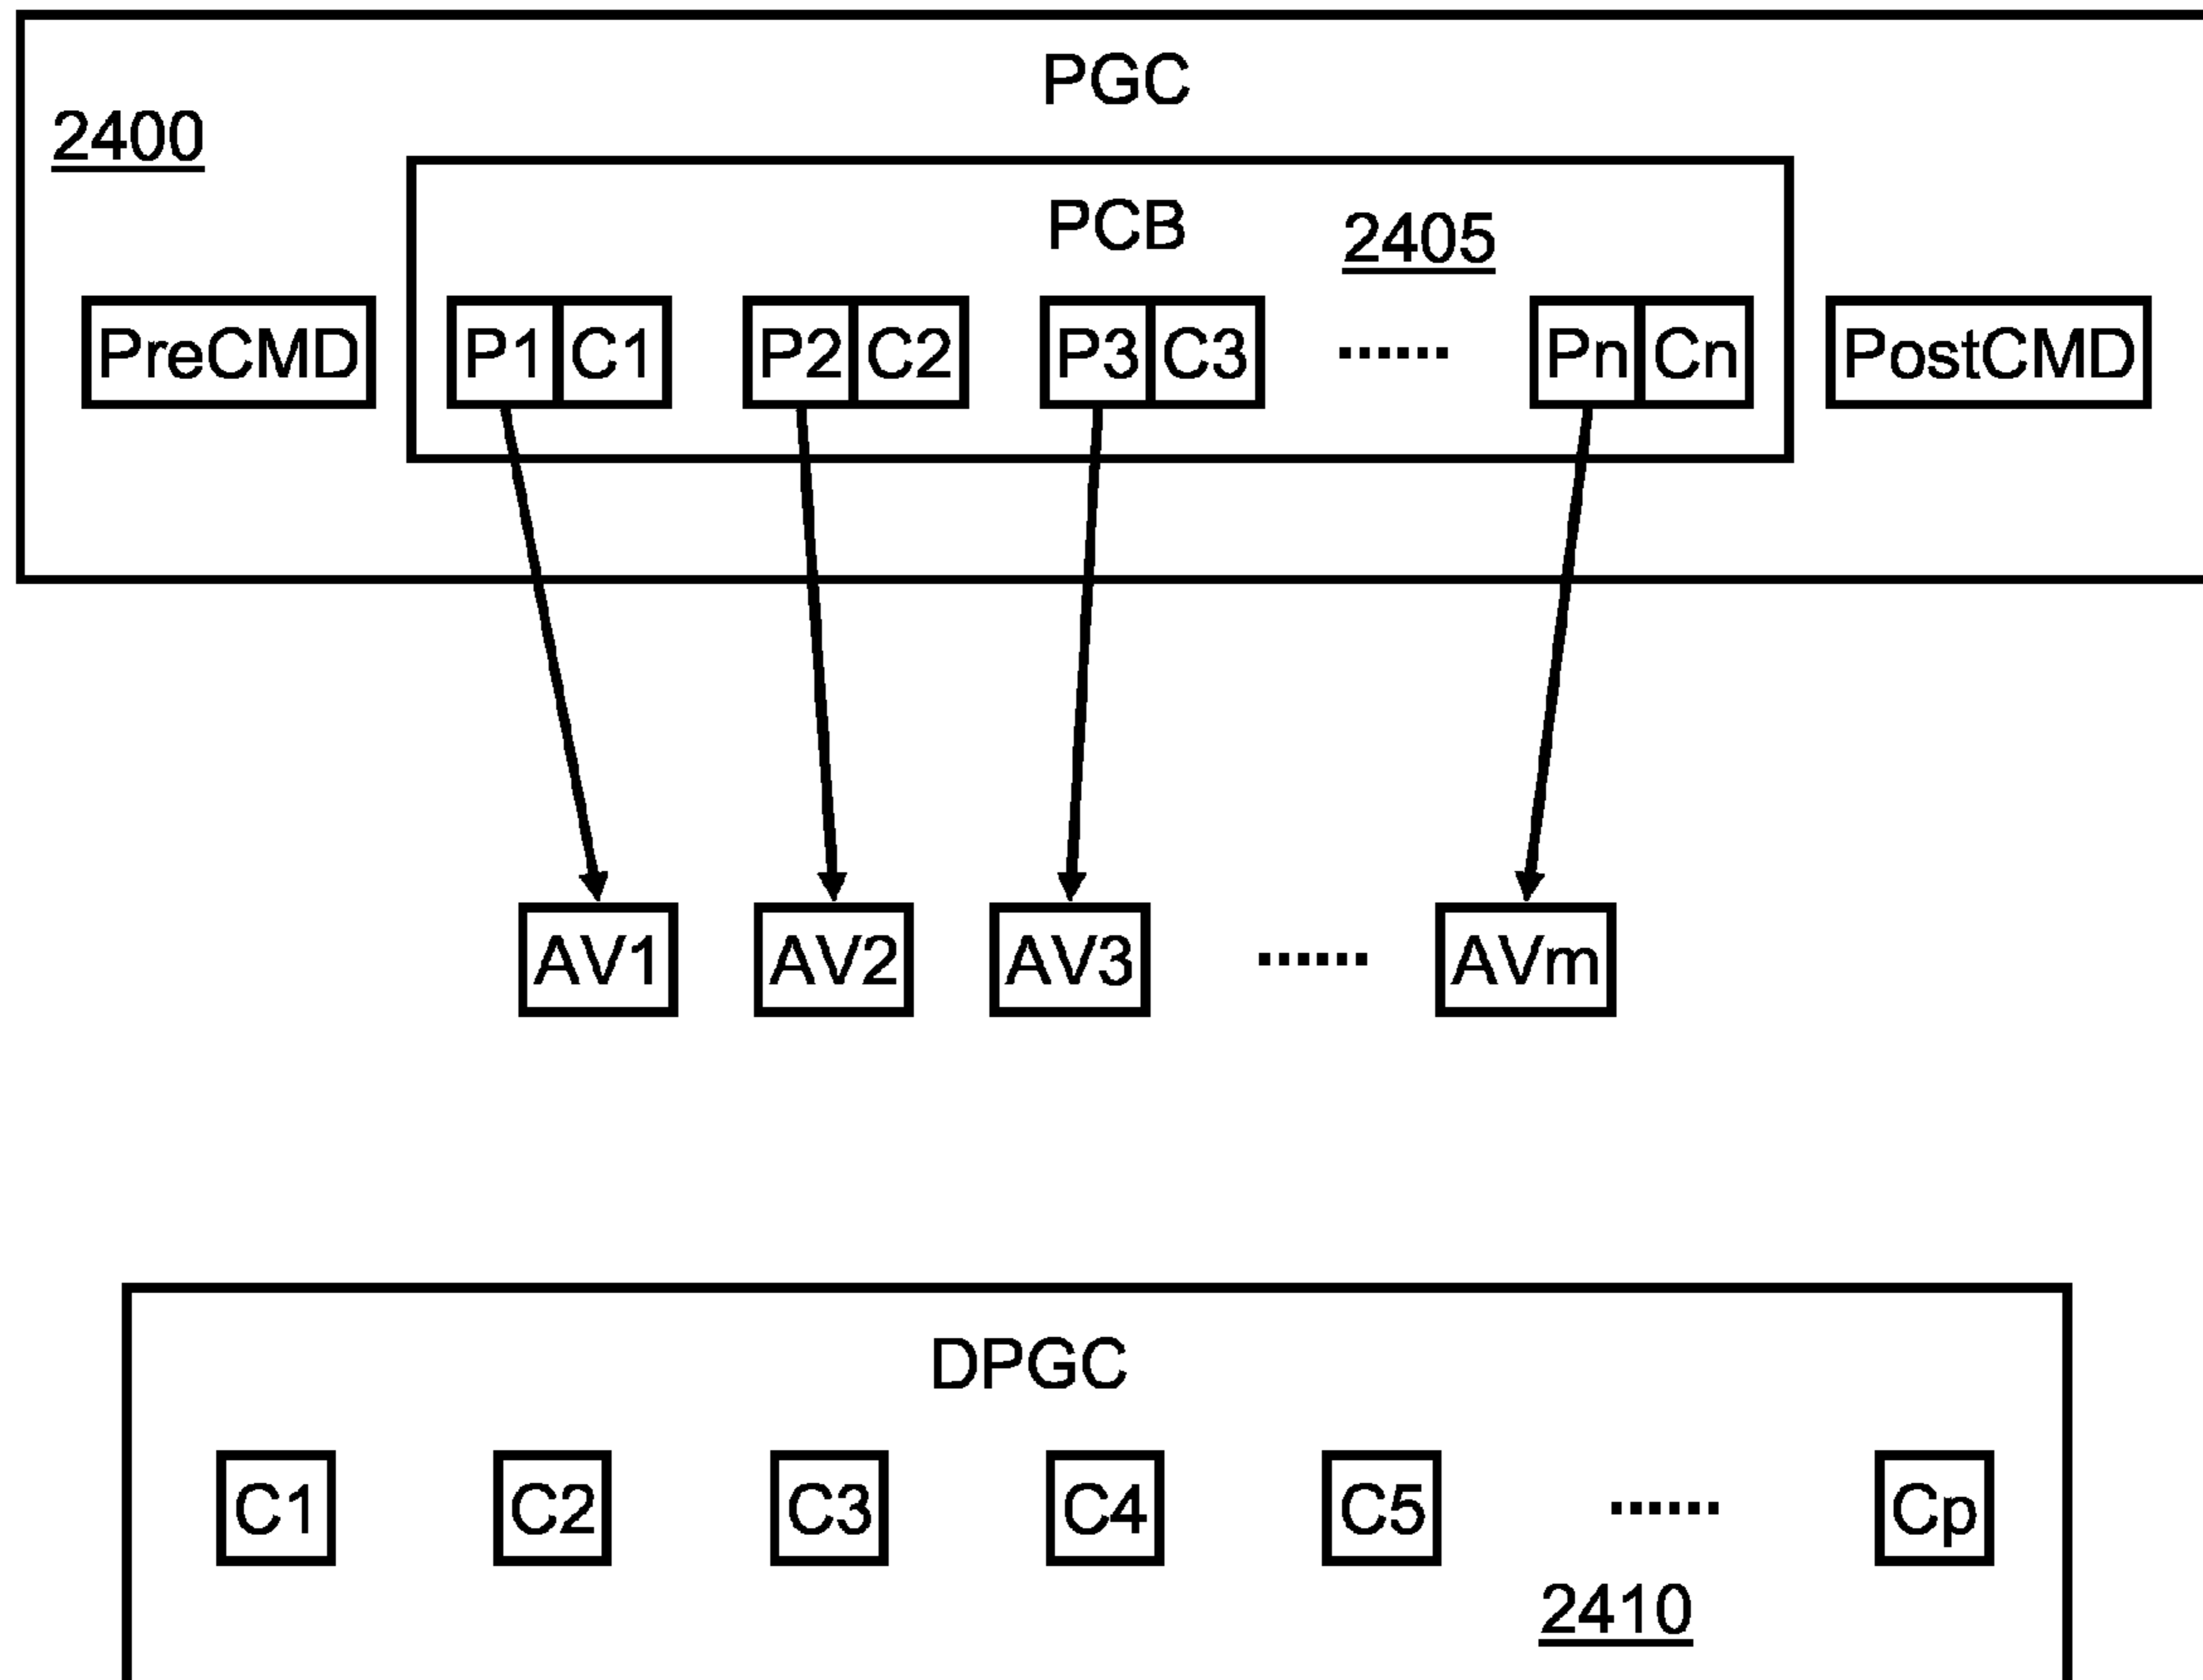 PGC
2400
PCB
2405
PreCMD P1 C1 P2 C2 P3 C3 ...... Pn Cn PostCMD
AV1 AV2 AV3 ...... AVm
DPGC
C1 C2 C3 C4 C5 ...... Cp
2410